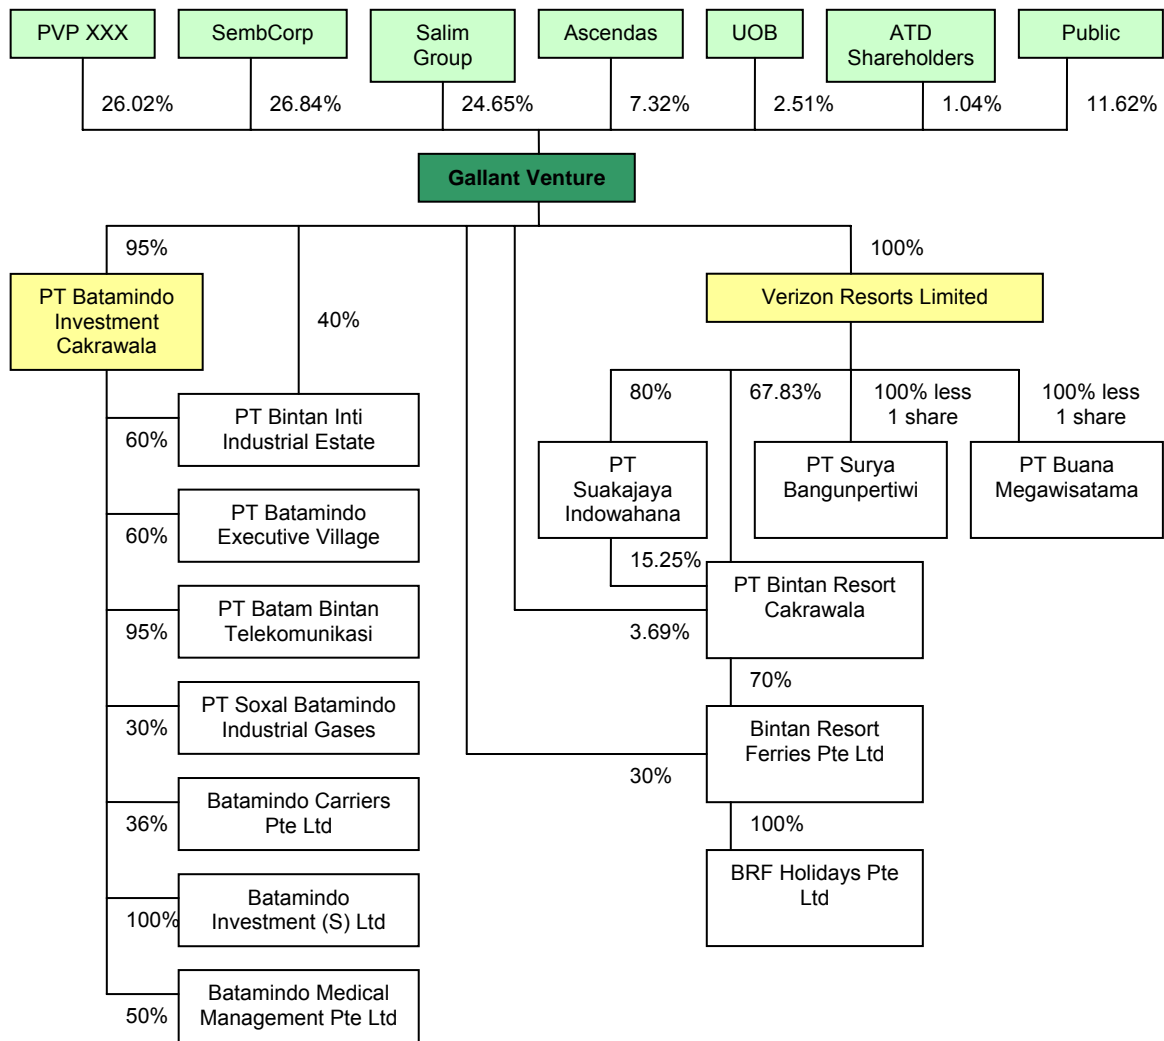 PVP XXX
SembCorp
Salim
Group
Ascendas
UOB
ATD
Shareholders
Public
26.02%
26.84%
24.65%
7.32%
2.51%
1.04%
11.62%
Gallant Venture
95%
100%
PT Batamindo
Investment
Cakrawala
40%
Verizon Resorts Limited
80%
67.83%
100% less
1 share
100% less
1 share
PT Bintan Inti
Industrial Estate
60%
PT
Suakajaya
Indowahana
PT Surya
Bangunpertiwi
PT Buana
Megawisatama
PT Batamindo
Executive Village
60%
15.25%
PT Bintan Resort
Cakrawala
3.69%
PT Batam Bintan
Telekomunikasi
95%
70%
PT Soxal Batamindo
Industrial Gases
30%
Bintan Resort
Ferries Pte Ltd
30%
Batamindo Carriers
Pte Ltd
36%
100%
BRF Holidays Pte
Ltd
Batamindo
Investment (S) Ltd
100%
Batamindo Medical
Management Pte Ltd
50%